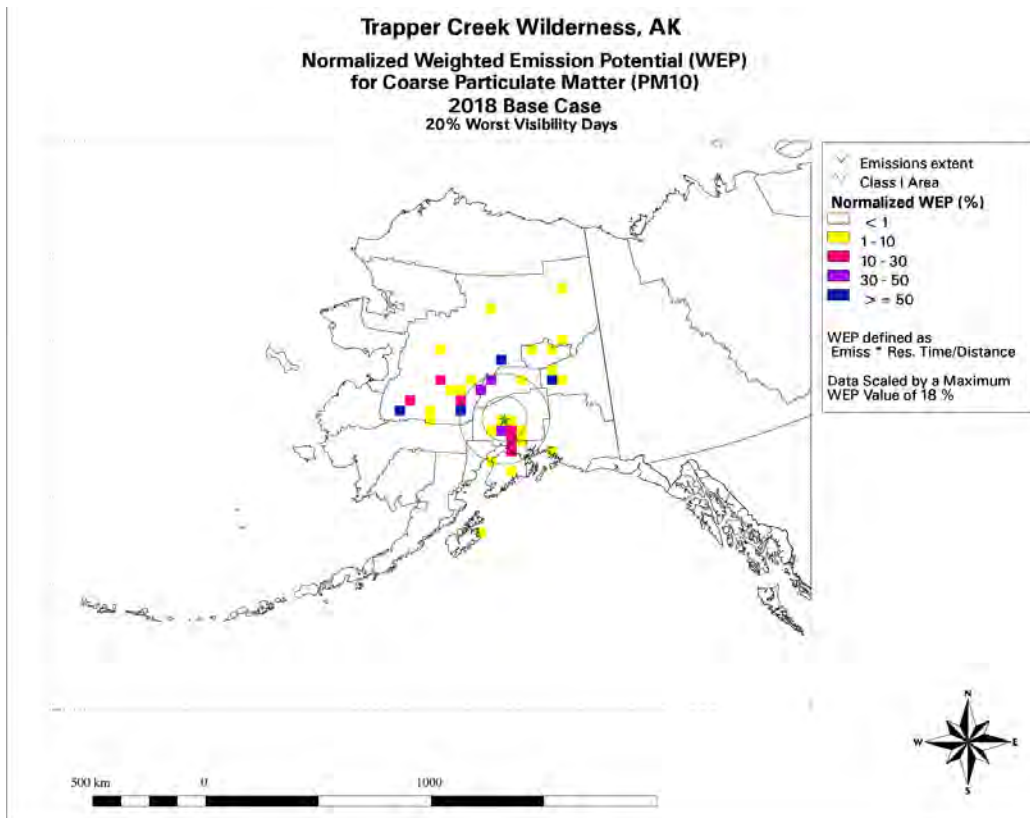 Trapper Creek Wilderness, AK
Normalized Weighted Emission Potential (WEP)
for Coarse Particulate Matter (PM10)
2018 Base Case
20% Worst Visibility Days
Emissions extent
Class I Area
Normalized WEP (%)
< 1
1 - 10
10 - 30
30 - 50
> = 50
WEP defined as
Emiss * Res. Time/Distance
Data Scaled by a Maximum
WEP Value of 18 %
N
W
E
S
500 km 0 1000